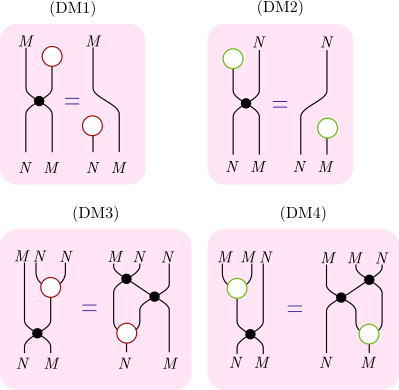 (DM1) (DM2)
M M N N
= =
N M N M N M N M
(DM3) (DM4)
M N N M N N M M N M M N
= =
N M N M N M N M